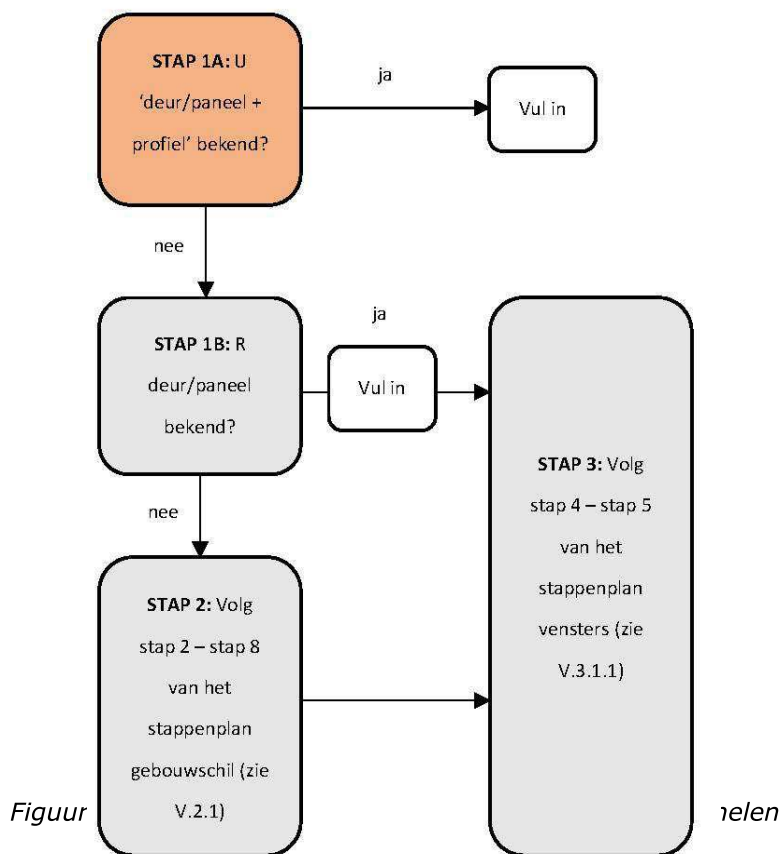 STAP 1A: U
‘deur/paneel +
profiel’ bekend?
ja
Vul in
nee
STAP 1B: R
deur/paneel
bekend?
ja
Vul in
nee
STAP 2: Volg
stap 2 – stap 8
van het
stappenplan
gebouwschil (zie
V.2.1)
STAP 3: Volg
stap 4 – stap 5
van het
stappenplan
vensters (zie
V.3.1.1)
Figuur